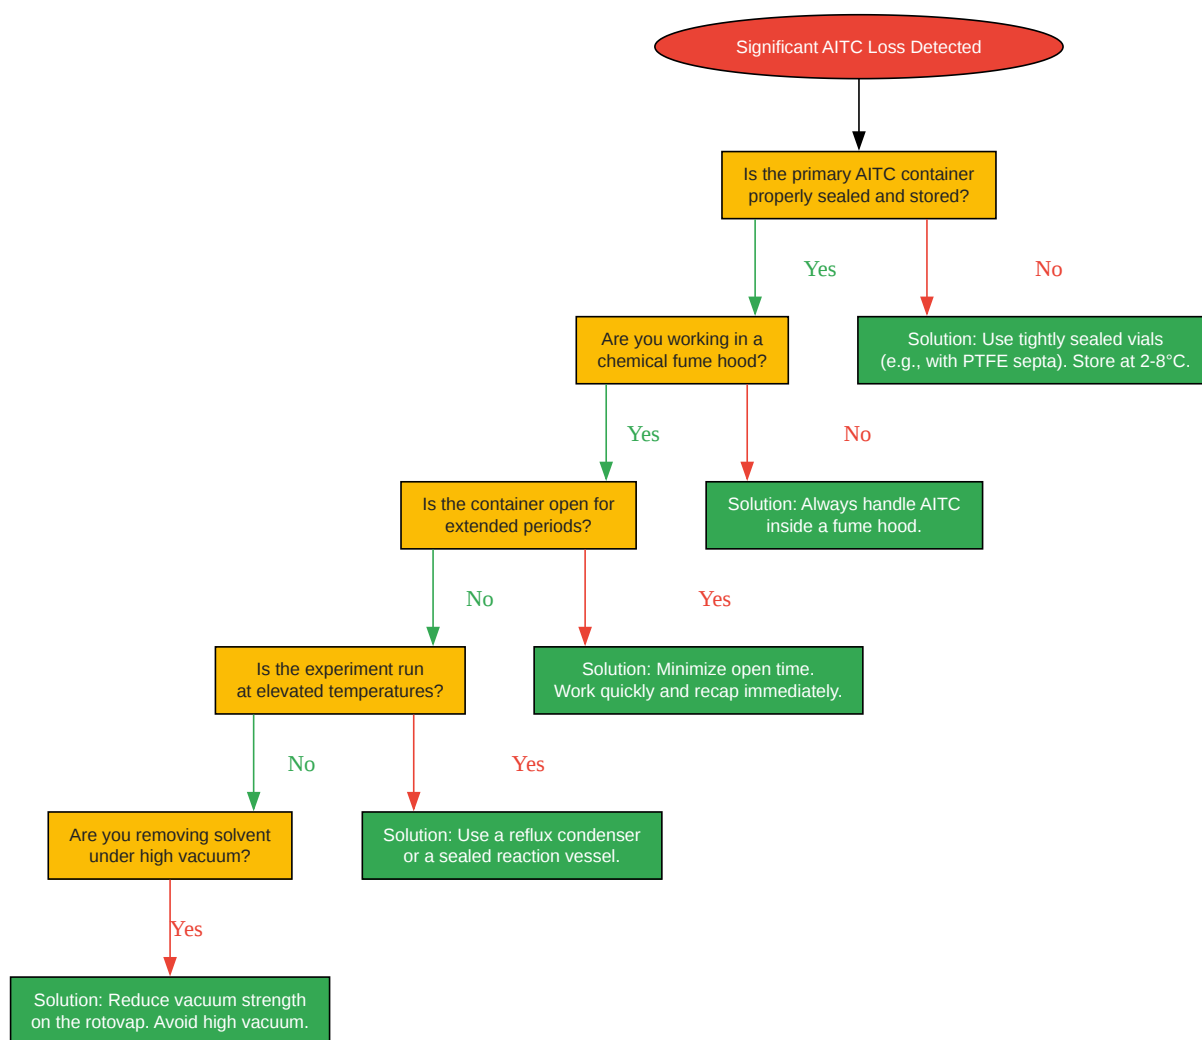 Significant AITC Loss Detected
Is the primary AITC container
properly sealed and stored?
Yes
No
Are you working in a
chemical fume hood?
Solution: Use tightly sealed vials
(e.g., with PTFE septa). Store at 2-8°C.
Yes
No
Is the container open for
extended periods?
Solution: Always handle AITC
inside a fume hood.
No
Yes
Is the experiment run
at elevated temperatures?
Solution: Minimize open time.
Work quickly and recap immediately.
No
Yes
Are you removing solvent
under high vacuum?
Solution: Use a reflux condenser
or a sealed reaction vessel.
Yes
Solution: Reduce vacuum strength
on the rotovap. Avoid high vacuum.